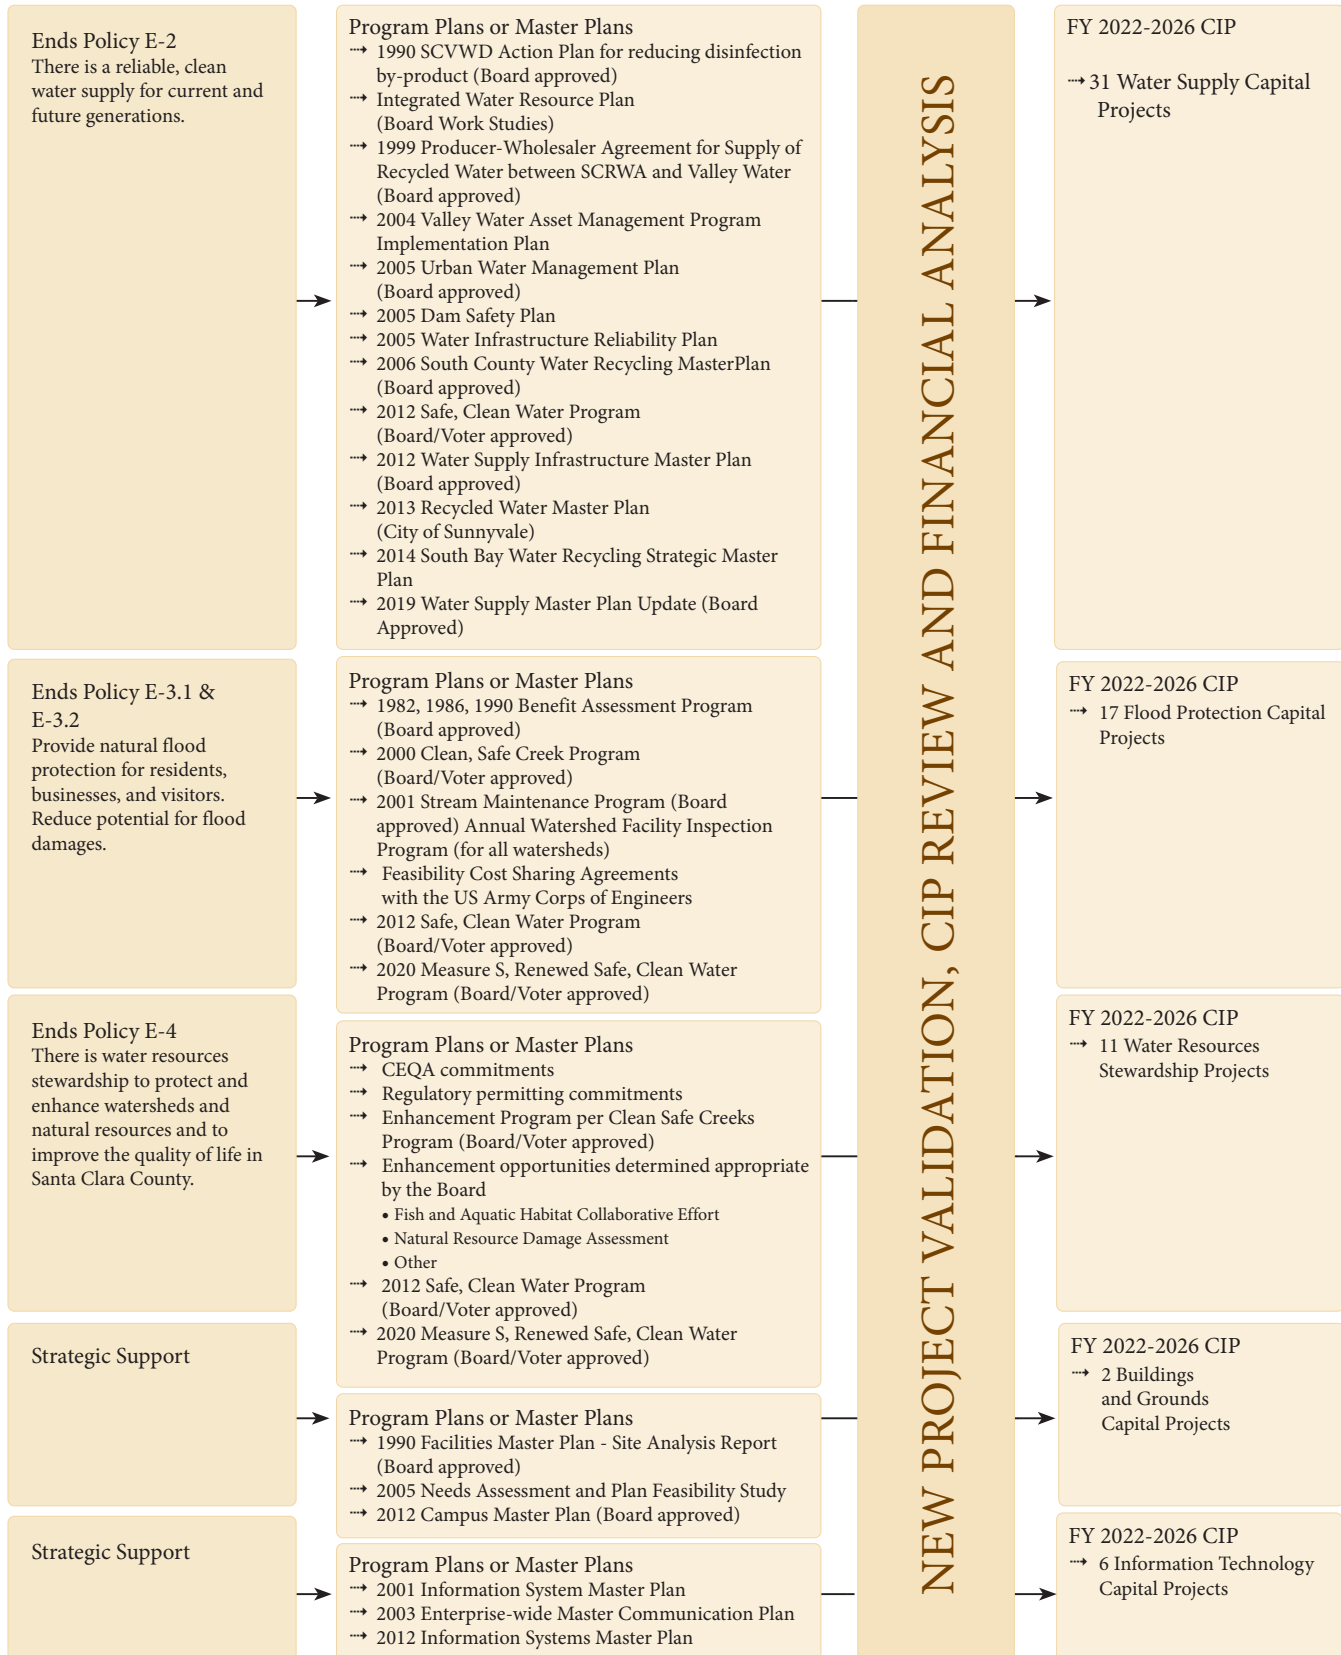 Ends Policy E-2
There is a reliable, clean
water supply for current and
future generations.
Program Plans or Master Plans
⤑ 1990 SCVWD Action Plan for reducing disinfection
by-product (Board approved)
⤑ Integrated Water Resource Plan
(Board Work Studies)
⤑ 1999 Producer-Wholesaler Agreement for Supply of
Recycled Water between SCRWA and Valley Water
(Board approved)
⤑ 2004 Valley Water Asset Management Program
Implementation Plan
⤑ 2005 Urban Water Management Plan
(Board approved)
⤑ 2005 Dam Safety Plan
⤑ 2005 Water Infrastructure Reliability Plan
⤑ 2006 South County Water Recycling MasterPlan
(Board approved)
⤑ 2012 Safe, Clean Water Program
(Board/Voter approved)
⤑ 2012 Water Supply Infrastructure Master Plan
(Board approved)
⤑ 2013 Recycled Water Master Plan
(City of Sunnyvale)
⤑ 2014 South Bay Water Recycling Strategic Master
Plan
⤑ 2019 Water Supply Master Plan Update (Board
Approved)
NEW PROJECT VALIDATION, CIP REVIEW AND FINANCIAL ANALYSIS
FY 2022-2026 CIP
⤑ 31 Water Supply Capital
Projects
Ends Policy E-3.1 &
E-3.2
Provide natural flood
protection for residents,
businesses, and visitors.
Reduce potential for flood
damages.
Program Plans or Master Plans
⤑ 1982, 1986, 1990 Benefit Assessment Program
(Board approved)
⤑ 2000 Clean, Safe Creek Program
(Board/Voter approved)
⤑ 2001 Stream Maintenance Program (Board
approved) Annual Watershed Facility Inspection
Program (for all watersheds)
⤑ Feasibility Cost Sharing Agreements
with the US Army Corps of Engineers
⤑ 2012 Safe, Clean Water Program
(Board/Voter approved)
⤑ 2020 Measure S, Renewed Safe, Clean Water
Program (Board/Voter approved)
FY 2022-2026 CIP
⤑ 17 Flood Protection Capital
Projects
Ends Policy E-4
There is water resources
stewardship to protect and
enhance watersheds and
natural resources and to
improve the quality of life in
Santa Clara County.
Program Plans or Master Plans
⤑ CEQA commitments
⤑ Regulatory permitting commitments
⤑ Enhancement Program per Clean Safe Creeks
Program (Board/Voter approved)
⤑ Enhancement opportunities determined appropriate
by the Board
• Fish and Aquatic Habitat Collaborative Effort
• Natural Resource Damage Assessment
• Other
⤑ 2012 Safe, Clean Water Program
(Board/Voter approved)
⤑ 2020 Measure S, Renewed Safe, Clean Water
Program (Board/Voter approved)
FY 2022-2026 CIP
⤑ 11 Water Resources
Stewardship Projects
Strategic Support
Program Plans or Master Plans
⤑ 1990 Facilities Master Plan - Site Analysis Report
(Board approved)
⤑ 2005 Needs Assessment and Plan Feasibility Study
⤑ 2012 Campus Master Plan (Board approved)
FY 2022-2026 CIP
⤑ 2 Buildings
and Grounds
Capital Projects
Strategic Support
Program Plans or Master Plans
⤑ 2001 Information System Master Plan
⤑ 2003 Enterprise-wide Master Communication Plan
⤑ 2012 Information Systems Master Plan
FY 2022-2026 CIP
⤑ 6 Information Technology
Capital Projects